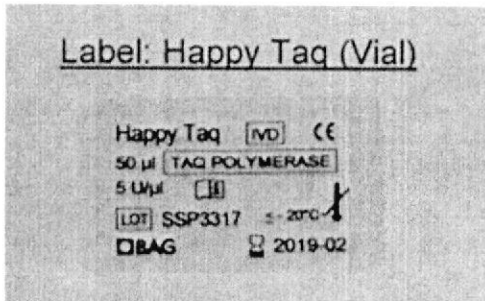 Label: Happy Taq (Vial)
Happy Taq IVD CE
50 µl TAQ POLYMERASE
5 U/µl
LOT SSP3317 ≤ -20°C
BAG 2019-02